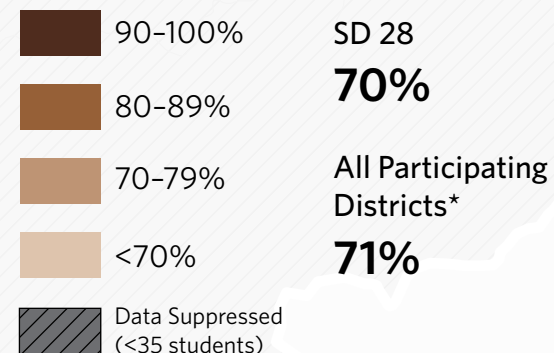 90–100%
80–89%
70–79%
<70%
Data Suppressed
(<35 students)
SD 28
70%
All Participating
Districts*
71%